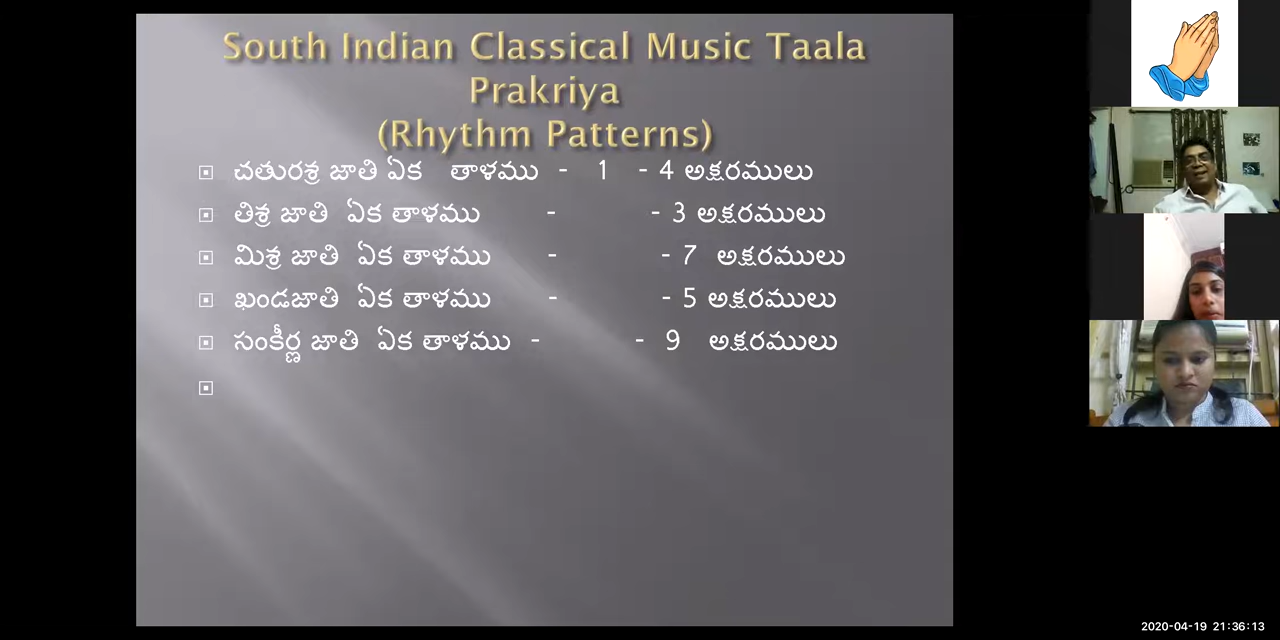 South Indian Classical Music Taala
Prakriya
(Rhythm Patterns)
చతురశ్ర జాతి ఏక తాళము - 1 - 4 అక్షరములు
తిశ్ర జాతి ఏక తాళము - - 3 అక్షరములు
మిశ్ర జాతి ఏక తాళము - - 7 అక్షరములు
ఖండజాతి ఏక తాళము - - 5 అక్షరములు
సంకీర్ణ జాతి ఏక తాళము - - 9 అక్షరములు
2020-04-19 21:36:13